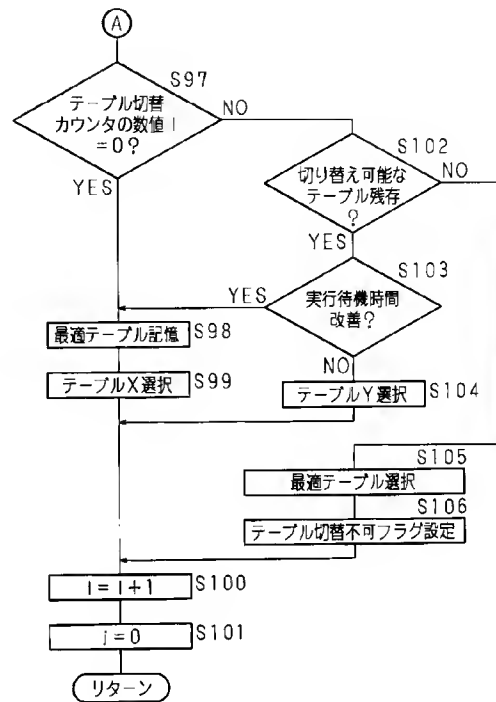 A
S97
テーブル切替
カウンタの数値 i
=0?
NO
YES
S102
切り替え可能な
テーブル残存
?
NO
YES
S103
実行待機時間
改善?
YES
NO
最適テーブル記憶
S98
テーブルX選択
S99
テーブルY選択
S104
S105
最適テーブル選択
S106
テーブル切替不可フラグ設定
i=i+1
S100
j=0
S101
リターン